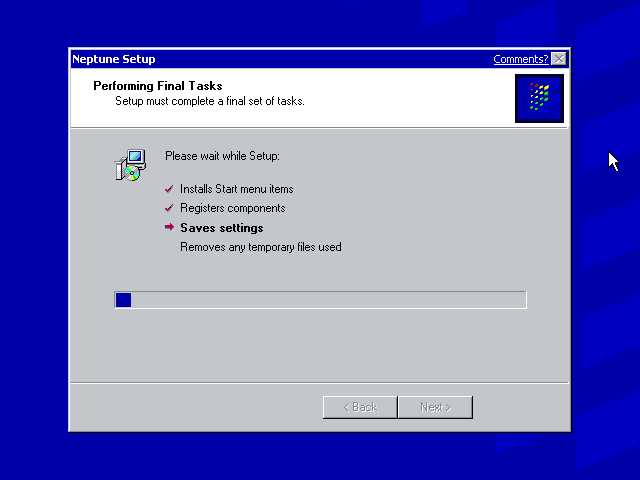 Neptune Setup
Comments?
Performing Final Tasks
Setup must complete a final set of tasks.
Please wait while Setup:
Installs Start menu items
Registers components
Saves settings
Removes any temporary files used
< Back
Next >